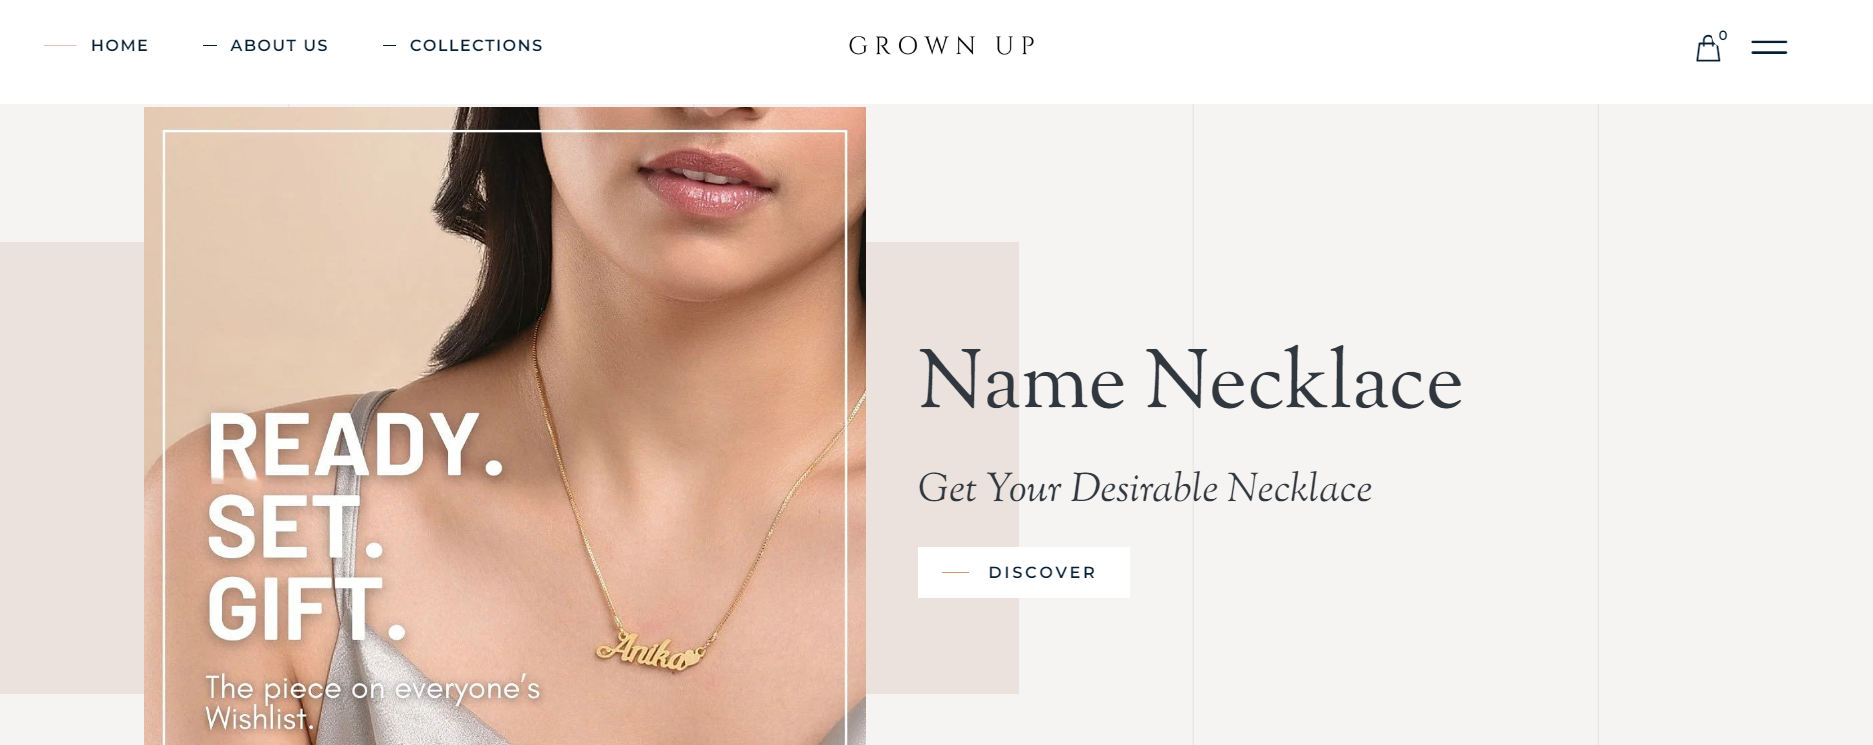 HOME
ABOUT US
COLLECTIONS
GROWN UP
0
READY.
SET.
GIFT.
The piece on everyone's
Wishlist.
Anika
Name Necklace
Get Your Desirable Necklace
DISCOVER